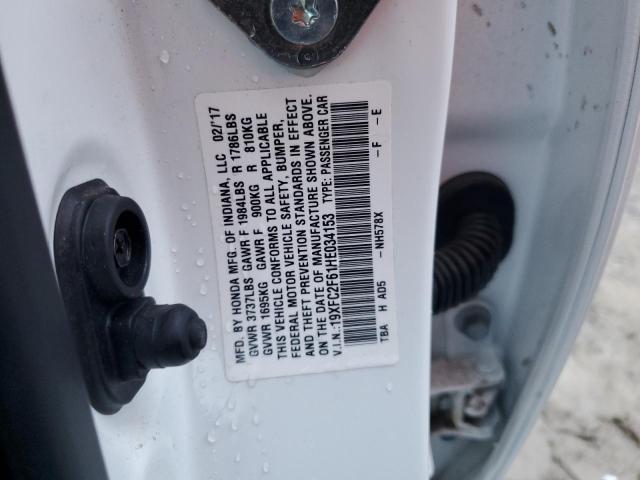 MFD. BY HONDA MFG. OF INDIANA, LLC 02/'17
GVWR 3737LBS GAWR F 1984LBS R 1786LBS
GVWR 1695KG GAWR F 900KG R 810KG
THIS VEHICLE CONFORMS TO ALL APPLICABLE
FEDERAL MOTOR VEHICLE SAFETY, BUMPER,
AND THEFT PREVENTION STANDARDS IN EFFECT
ON THE DATE OF MANUFACTURE SHOWN ABOVE.
V.I.N.:19XFC2F61HE034153 TYPE: PASSENGER CAR
TBA H AD5 - NH578X - F - E